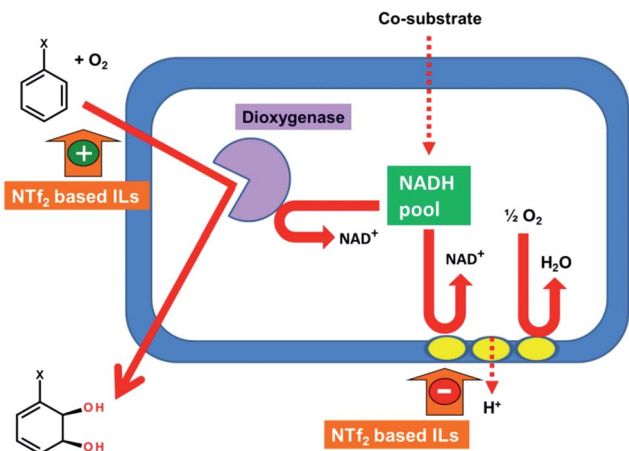 Co-substrate
X
+ O₂
Dioxygenase
+
NTf₂ based ILs
NADH
pool
NAD⁺
½ O₂
NAD⁺
H₂O
X
OH
OH
−
H⁺
NTf₂ based ILs